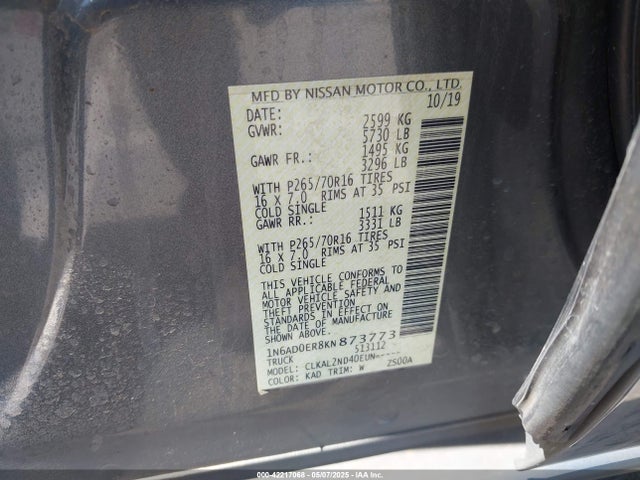 MFD BY NISSAN MOTOR CO., LTD.
DATE: 10/19
GVWR: 2599 KG
5730 LB
GAWR FR.: 1495 KG
3296 LB
WITH P265/70R16 TIRES
16 X 7.0 RIMS AT 35 PSI
COLD SINGLE
GAWR RR.: 1511 KG
3331 LB
WITH P265/70R16 TIRES
16 X 7.0 RIMS AT 35 PSI
COLD SINGLE
THIS VEHICLE CONFORMS TO
ALL APPLICABLE FEDERAL
MOTOR VEHICLE SAFETY AND
THEFT PREVENTION
STANDARDS IN EFFECT ON
THE DATE OF MANUFACTURE
SHOWN ABOVE.
1N6AD0ER8KN873773
TRUCK 513112
MODEL: CLKAL2ND40EUN-----
COLOR: KAD TRIM: W ZS00A
000-42217068 - 05/07/2025 - IAA Inc.